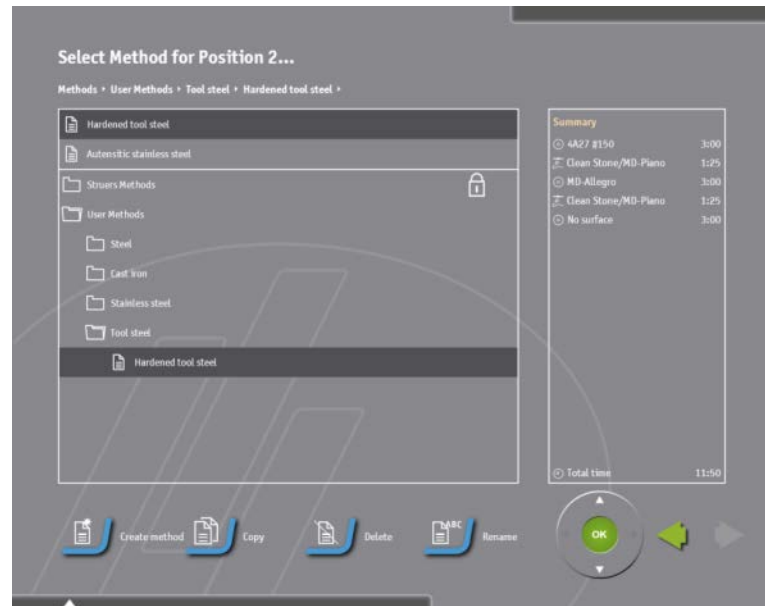 Select Method for Position 2...
Methods ▸ User Methods ▸ Tool steel ▸ Hardened tool steel ▸
Hardened tool steel
Autensitic stainless steel
Struers Methods
User Methods
Steel
Cast iron
Stainless steel
Tool steel
Hardened tool steel
Summary
4A27 #150 3:00
Clean Stone/MD-Piano 1:25
MD-Allegro 3:00
Clean Stone/MD-Piano 1:25
No surface 3:00
Total time 11:50
Create method
Copy
Delete
ABC
Rename
OK